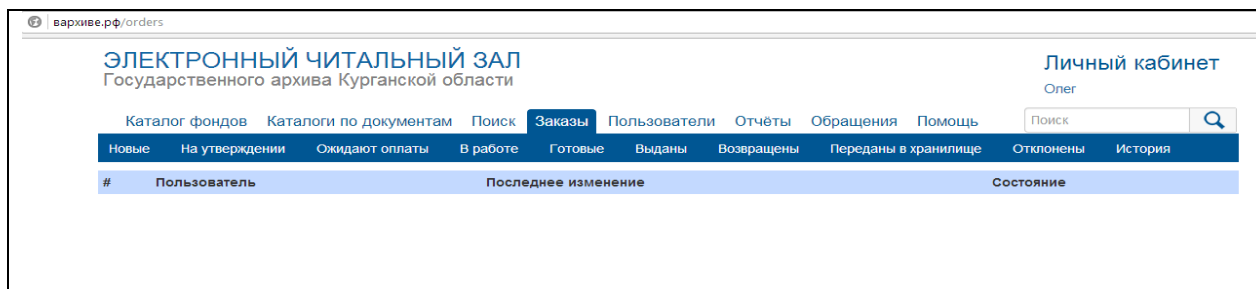 вархиве.рф/orders
ЭЛЕКТРОННЫЙ ЧИТАЛЬНЫЙ ЗАЛ
Государственного архива Курганской области
Личный кабинет
Олег
Каталог фондов Каталоги по документам Поиск Заказы Пользователи Отчёты Обращения Помощь Поиск
Новые На утверждении Ожидают оплаты В работе Готовые Выданы Возвращены Переданы в хранилище Отклонены История
# Пользователь Последнее изменение Состояние